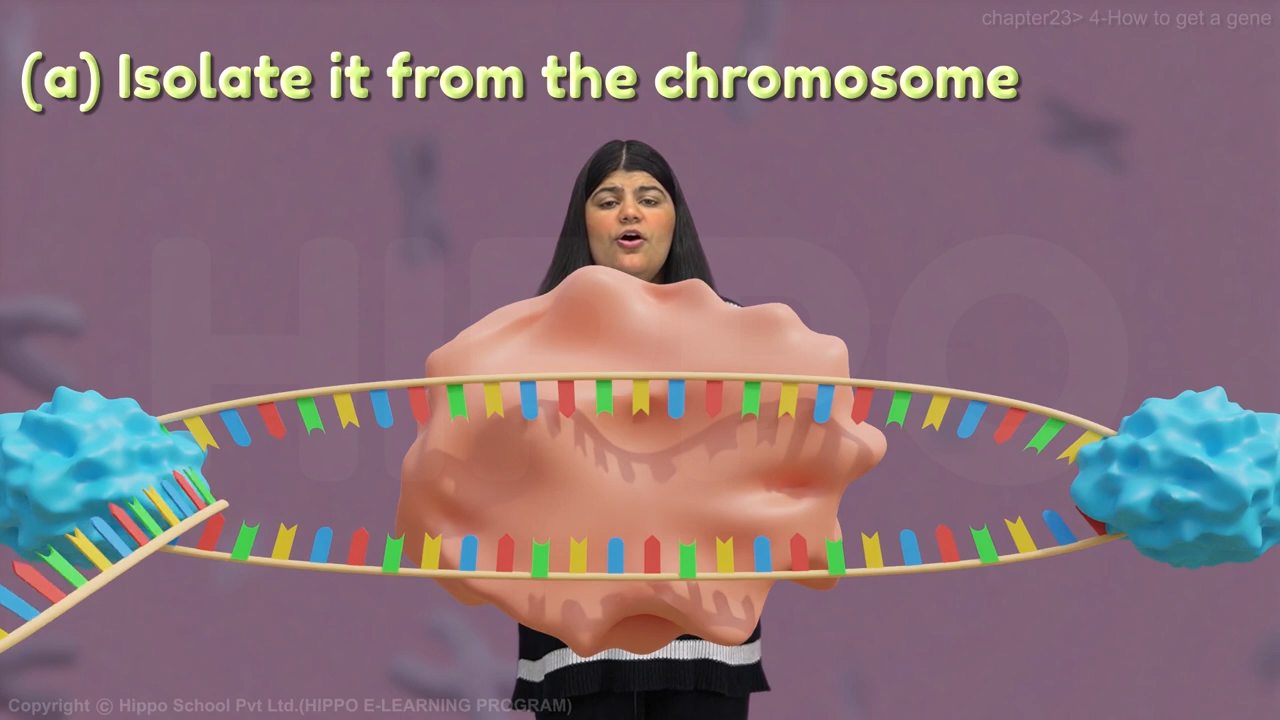 chapter23> 4-How to get a gene
(a) Isolate it from the chromosome
HIPPO
Copyright © Hippo School Pvt Ltd.(HIPPO E-LEARNING PROGRAM)